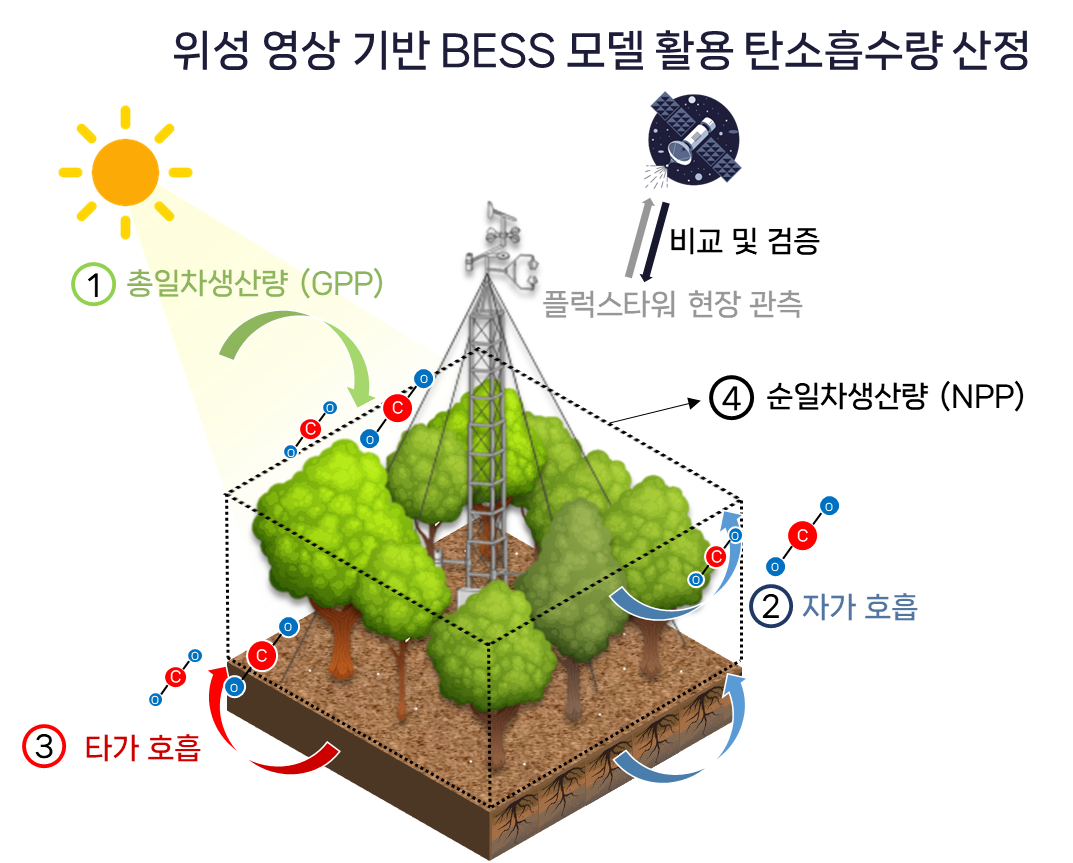 위성 영상 기반 BESS 모델 활용 탄소흡수량 산정
비교 및 검증
① 총일차생산량 (GPP)
플럭스타워 현장 관측
O
C
O
O
C
O
④ 순일차생산량 (NPP)
O
C
O
O
C
O
② 자가 호흡
O
C
O
O
C
O
③ 타가 호흡